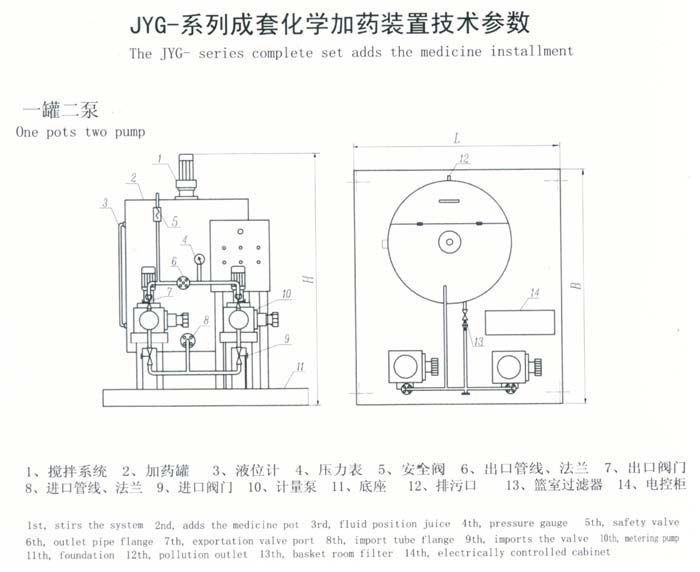 JYG-系列成套化学加药装置技术参数
The JYG- series complete set adds the medicine installment
一罐二泵
One pots two pump
L
12
1
2
3
5
4
H
B
6
7
10
14
8
9
13
11
1、搅拌系统 2、加药罐 3、液位计 4、压力表 5、安全阀 6、出口管线、法兰 7、出口阀门
8、进口管线、法兰 9、进口阀门 10、计量泵 11、底座 12、排污口 13、篮室过滤器 14、电控柜
1st, stirs the system 2nd, adds the medicine pot 3rd, fluid position juice 4th, pressure gauge 5th, safety valve
6th, outlet pipe flange 7th, exportation valve port 8th, import tube flange 9th, imports the valve 10th, metering pump
11th, foundation 12th, pollution outlet 13th, basket room filter 14th, electrically controlled cabinet